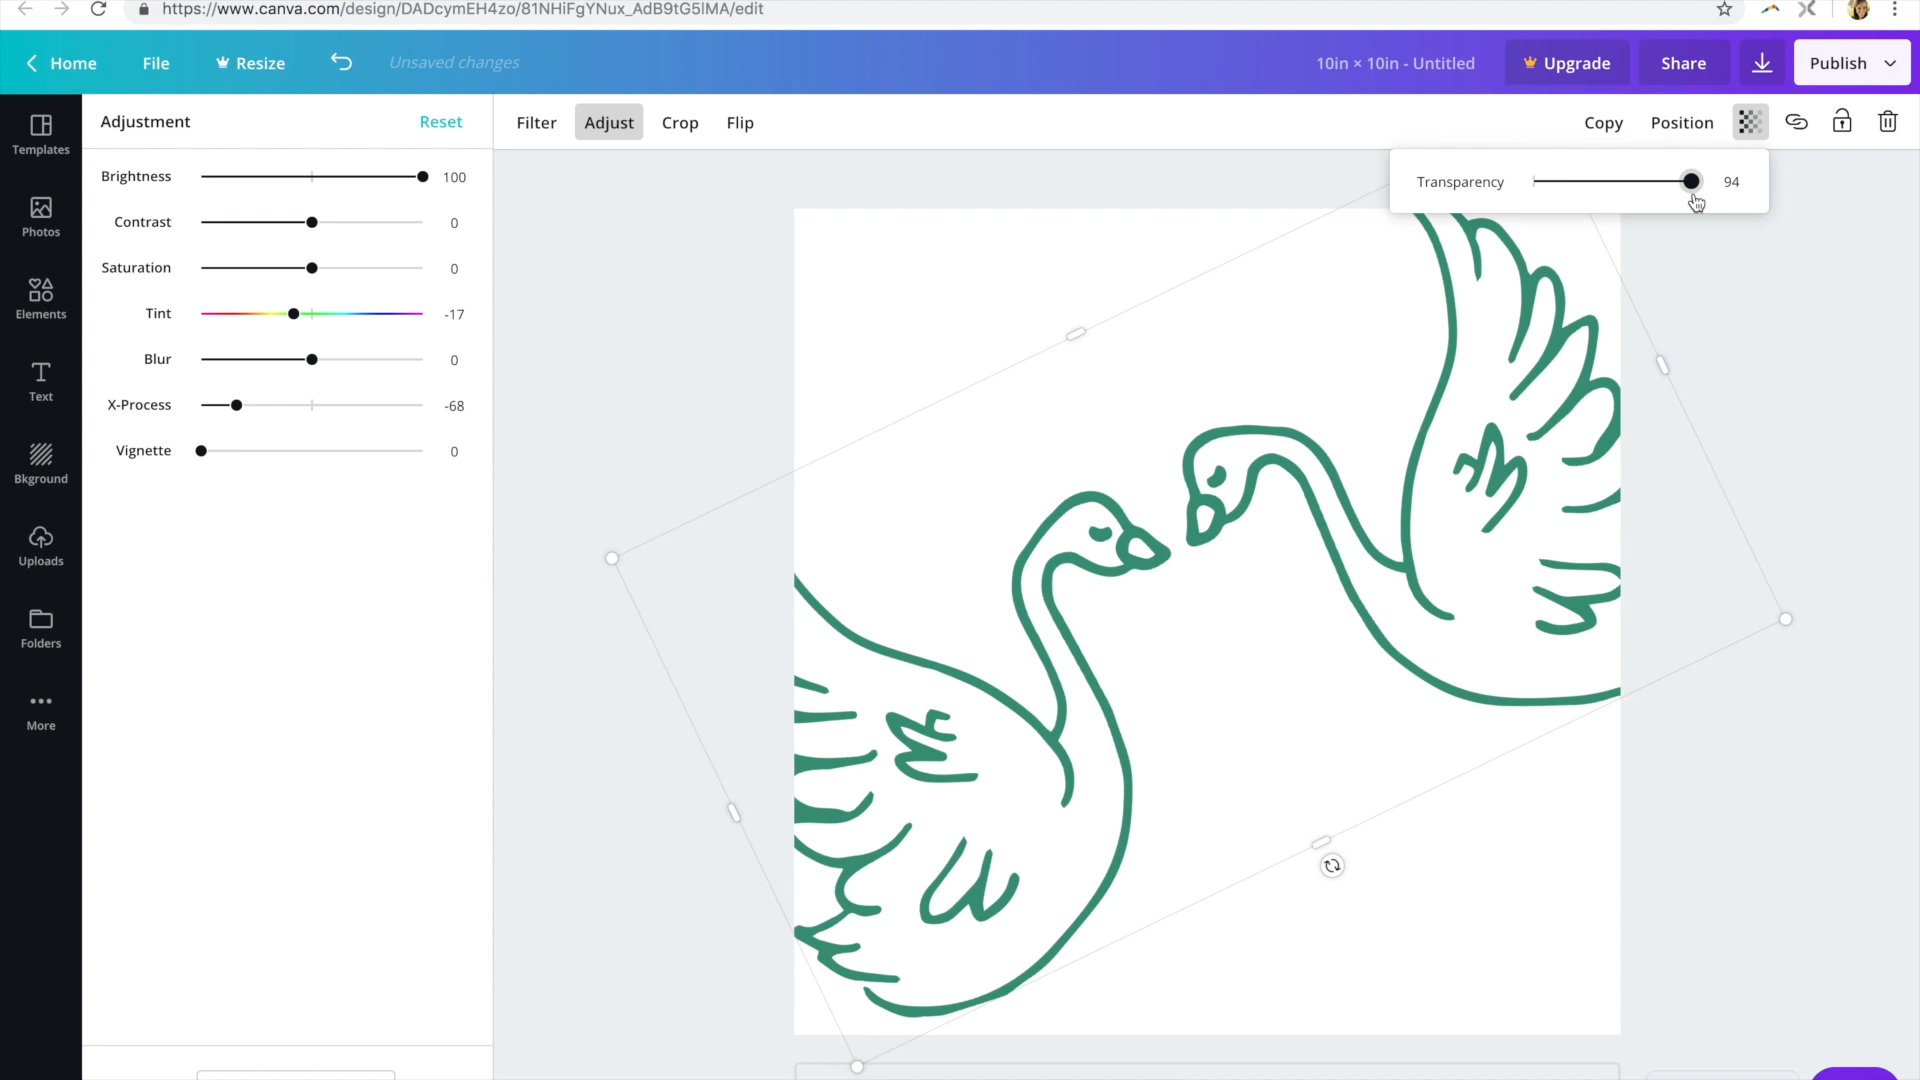 https://www.canva.com/design/DADcymEH4zo/81NHiFgYNux_AdB9tG5IMA/edit
Home File Resize Unsaved changes 10in × 10in - Untitled Upgrade Share Publish
Templates
Photos
Elements
Text
Bkground
Uploads
Folders
More
Adjustment Reset
Brightness 100
Contrast 0
Saturation 0
Tint -17
Blur 0
X-Process -68
Vignette 0
Filter Adjust Crop Flip Copy Position
Transparency 94